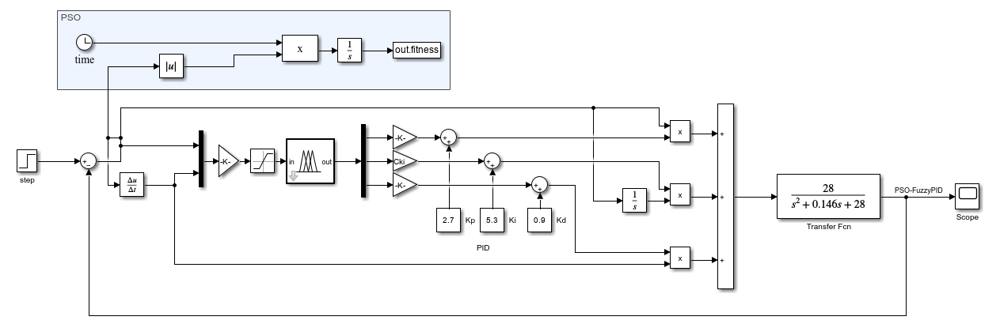 PSO
time
|u|
x
1
s
out.fitness
step
+
−
Δu
Δt
-K-
in
out
-K-
Cki
-K-
+
+
+
+
+
+
2.7
Kp
5.3
Ki
0.9
Kd
PID
1
s
x
x
x
+
+
+
28
s² + 0.146s + 28
Transfer Fcn
PSO-FuzzyPID
Scope